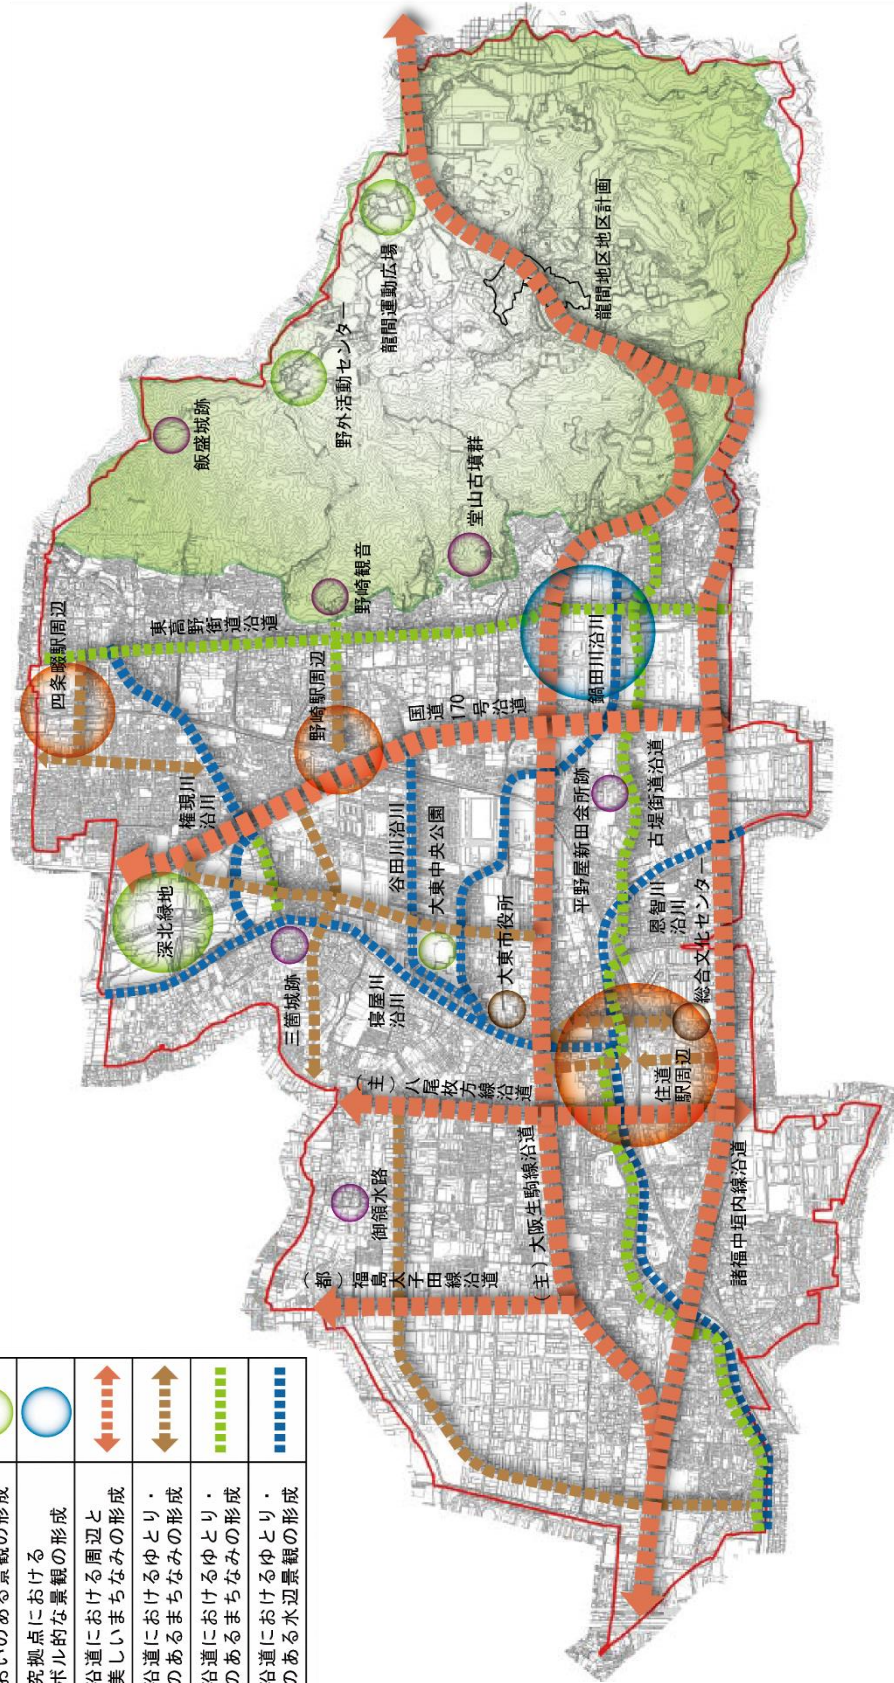 おいのある景観の形成
究拠点における
ボル的な景観の形成
沿道における周辺と
美しいまちなみの形成
沿道におけるゆとり・
のあるまちなみの形成
沿道におけるゆとり・
のあるまちなみの形成
沿道におけるゆとり・
のある水辺景観の形成
四条畷駅周辺
飯盛城跡
東高野街道沿道
権現川
沿川
深北緑地
野崎駅周辺
野崎観音
野外活動センター
龍間運動広場
三箇城跡
寝屋川
沿川
谷田川沿川
大東中央公園
国道
170
号沿道
堂山古墳群
龍間地区地区計画
(主)八尾枚方線沿道
御領水路
(都)福島太子田線沿道
大東市役所
(主)大阪生駒線沿道
平野屋新田会所跡
鍋田川沿川
古堤街道沿道
恩智川
沿川
総合文化センター
住道
駅周辺
諸福中垣内線沿道